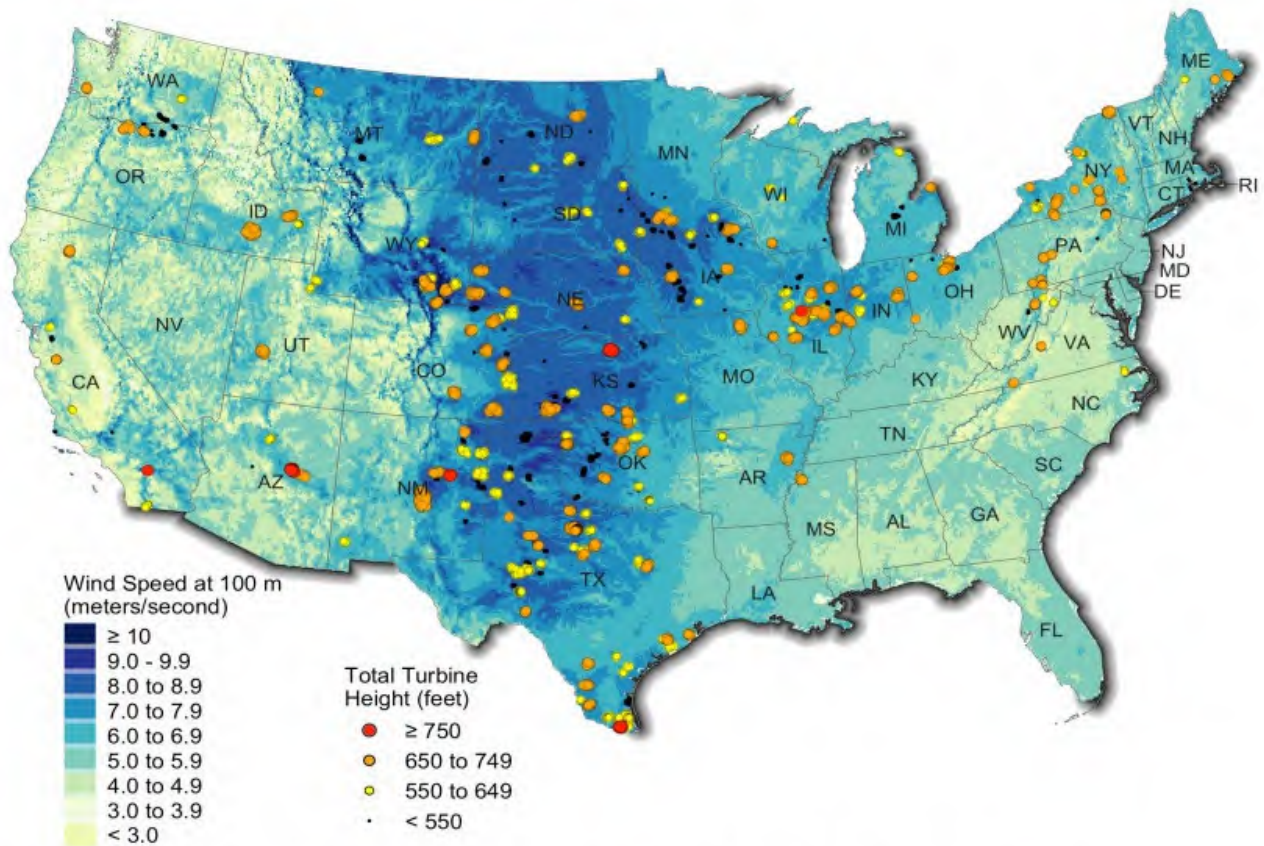 WA
ME
MT
ND
VT
MN
NH
OR
NY
MA
RI
WI
CT
ID
SD
MI
WY
PA
NJ
IA
MD
NE
OH
DE
IN
NV
UT
IL
WV
VA
CO
CA
KS
MO
KY
NC
TN
OK
AZ
NM
AR
SC
MS
AL
GA
TX
LA
FL
Wind Speed at 100 m
(meters/second)
≥ 10
9.0 - 9.9
8.0 to 8.9
7.0 to 7.9
6.0 to 6.9
5.0 to 5.9
4.0 to 4.9
3.0 to 3.9
< 3.0
Total Turbine
Height (feet)
≥ 750
650 to 749
550 to 649
< 550